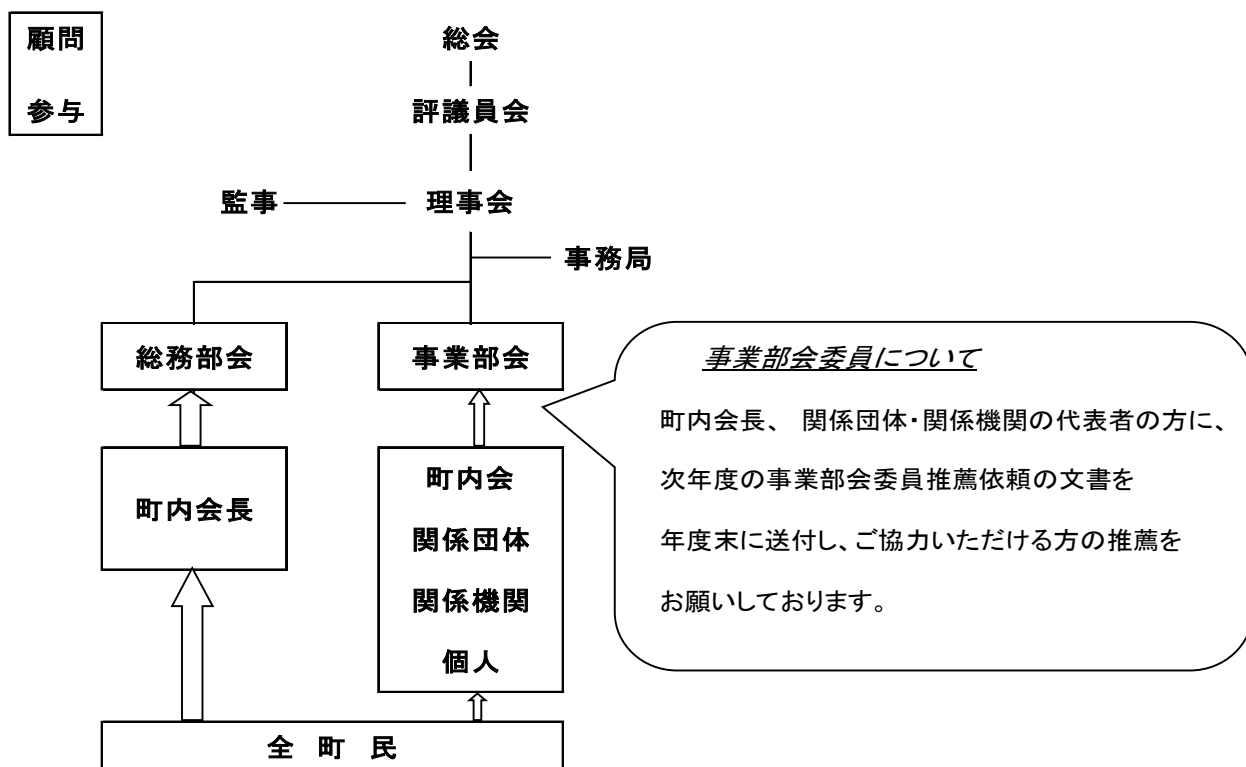 顧問
参与
総会
評議員会
監事
理事会
事務局
総務部会
事業部会
町内会長
町内会
関係団体
関係機関
個人
全 町 民
事業部会委員について
町内会長、 関係団体・関係機関の代表者の方に、
次年度の事業部会委員推薦依頼の文書を
年度末に送付し、ご協力いただける方の推薦を
お願いしております。